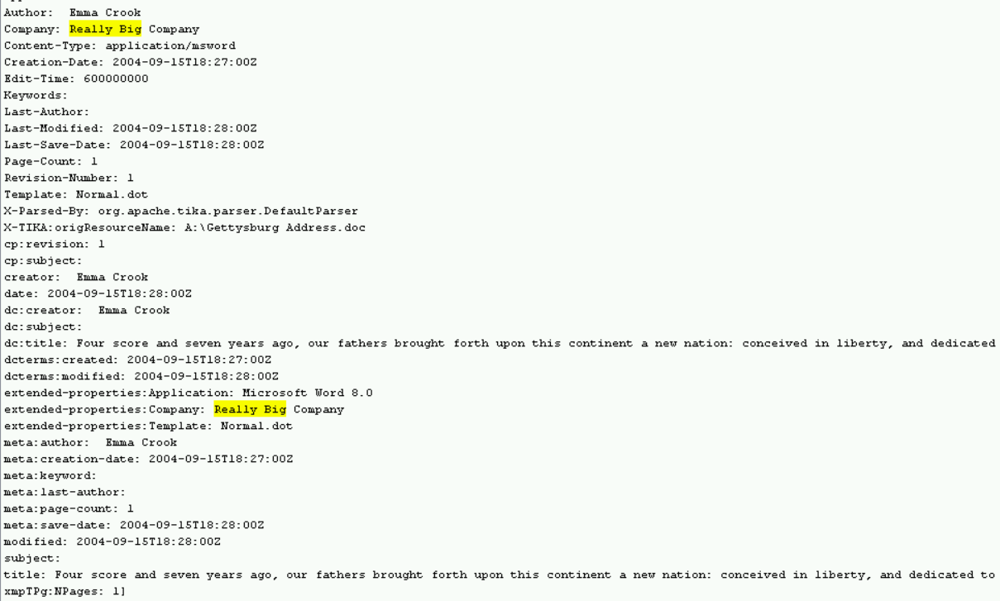 Author:  Emma Crook
Company: Really Big Company
Content-Type: application/msword
Creation-Date: 2004-09-15T18:27:00Z
Edit-Time: 600000000
Keywords:
Last-Author:
Last-Modified: 2004-09-15T18:28:00Z
Last-Save-Date: 2004-09-15T18:28:00Z
Page-Count: 1
Revision-Number: 1
Template: Normal.dot
X-Parsed-By: org.apache.tika.parser.DefaultParser
X-TIKA:origResourceName: A:\Gettysburg Address.doc
cp:revision: 1
cp:subject:
creator:  Emma Crook
date: 2004-09-15T18:28:00Z
dc:creator:  Emma Crook
dc:subject:
dc:title: Four score and seven years ago, our fathers brought forth upon this continent a new nation: conceived in liberty, and dedicated
dcterms:created: 2004-09-15T18:27:00Z
dcterms:modified: 2004-09-15T18:28:00Z
extended-properties:Application: Microsoft Word 8.0
extended-properties:Company: Really Big Company
extended-properties:Template: Normal.dot
meta:author:  Emma Crook
meta:creation-date: 2004-09-15T18:27:00Z
meta:keyword:
meta:last-author:
meta:page-count: 1
meta:save-date: 2004-09-15T18:28:00Z
modified: 2004-09-15T18:28:00Z
subject:
title: Four score and seven years ago, our fathers brought forth upon this continent a new nation: conceived in liberty, and dedicated to
xmpTPg:NPages: 1]